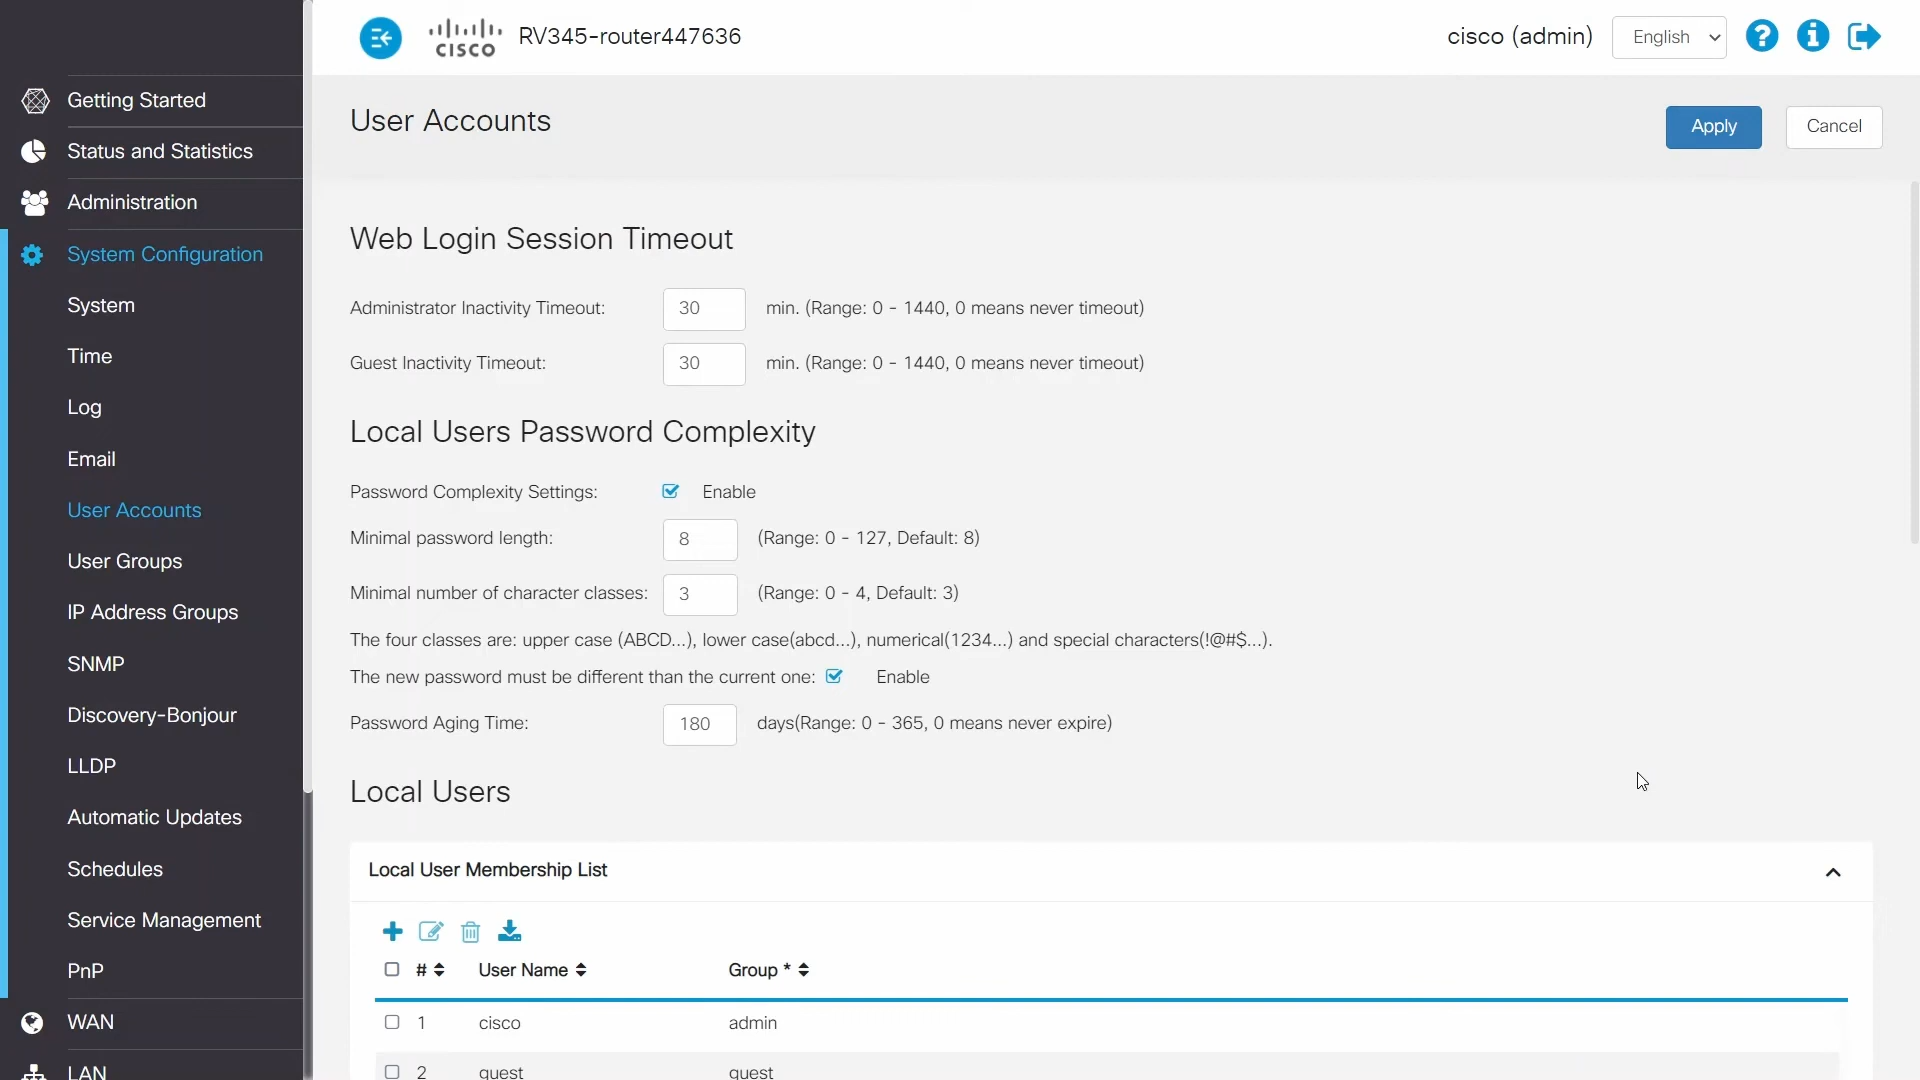 CISCO
RV345-router447636
cisco (admin)
English
Getting Started
Status and Statistics
Administration
System Configuration
System
Time
Log
Email
User Accounts
User Groups
IP Address Groups
SNMP
Discovery-Bonjour
LLDP
Automatic Updates
Schedules
Service Management
PnP
WAN
LAN
User Accounts
Apply
Cancel
Web Login Session Timeout
Administrator Inactivity Timeout: 30 min. (Range: 0 - 1440, 0 means never timeout)
Guest Inactivity Timeout: 30 min. (Range: 0 - 1440, 0 means never timeout)
Local Users Password Complexity
Password Complexity Settings: Enable
Minimal password length: 8 (Range: 0 - 127, Default: 8)
Minimal number of character classes: 3 (Range: 0 - 4, Default: 3)
The four classes are: upper case (ABCD...), lower case(abcd...), numerical(1234...) and special characters(!@#$...).
The new password must be different than the current one: Enable
Password Aging Time: 180 days(Range: 0 - 365, 0 means never expire)
Local Users
Local User Membership List
# User Name Group *
1 cisco admin
2 guest guest